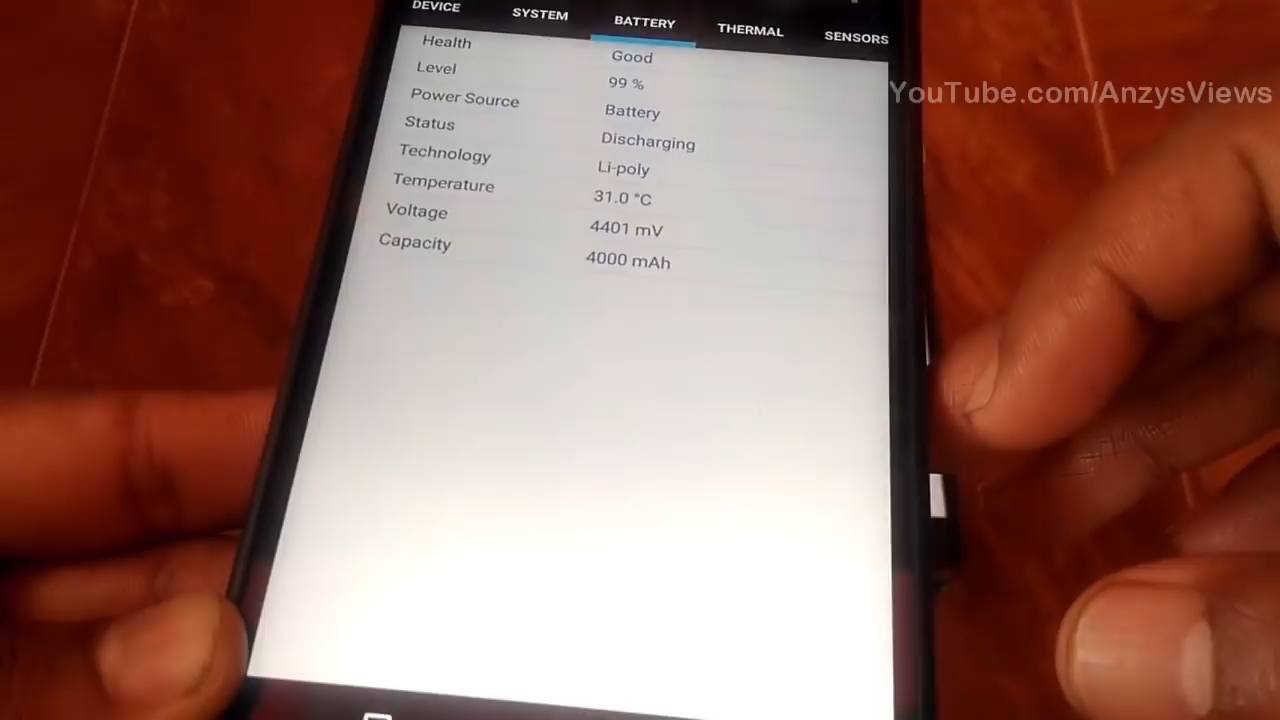 DEVICE SYSTEM BATTERY THERMAL SENSORS
Health Good
Level 99 %
Power Source Battery
Status Discharging
Technology Li-poly
Temperature 31.0 °C
Voltage 4401 mV
Capacity 4000 mAh
YouTube.com/AnzysViews